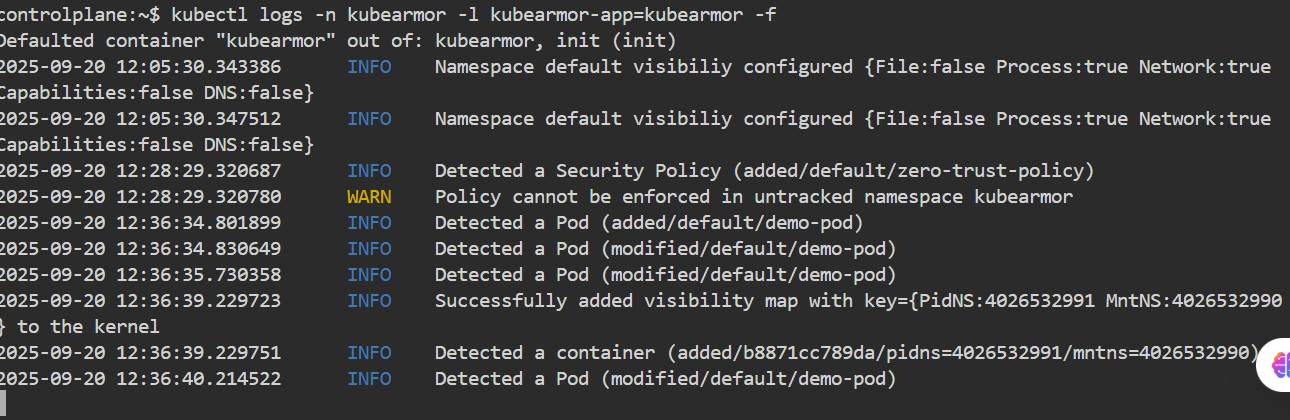 controlplane:~$ kubectl logs -n kubearmor -l kubearmor-app=kubearmor -f
Defaulted container "kubearmor" out of: kubearmor, init (init)
2025-09-20 12:05:30.343386 INFO Namespace default visibiliy configured {File:false Process:true Network:true
Capabilities:false DNS:false}
2025-09-20 12:05:30.347512 INFO Namespace default visibiliy configured {File:false Process:true Network:true
Capabilities:false DNS:false}
2025-09-20 12:28:29.320687 INFO Detected a Security Policy (added/default/zero-trust-policy)
2025-09-20 12:28:29.320780 WARN Policy cannot be enforced in untracked namespace kubearmor
2025-09-20 12:36:34.801899 INFO Detected a Pod (added/default/demo-pod)
2025-09-20 12:36:34.830649 INFO Detected a Pod (modified/default/demo-pod)
2025-09-20 12:36:35.730358 INFO Detected a Pod (modified/default/demo-pod)
2025-09-20 12:36:39.229723 INFO Successfully added visibility map with key={PidNS:4026532991 MntNS:4026532990
} to the kernel
2025-09-20 12:36:39.229751 INFO Detected a container (added/b8871cc789da/pidns=4026532991/mntns=4026532990)
2025-09-20 12:36:40.214522 INFO Detected a Pod (modified/default/demo-pod)